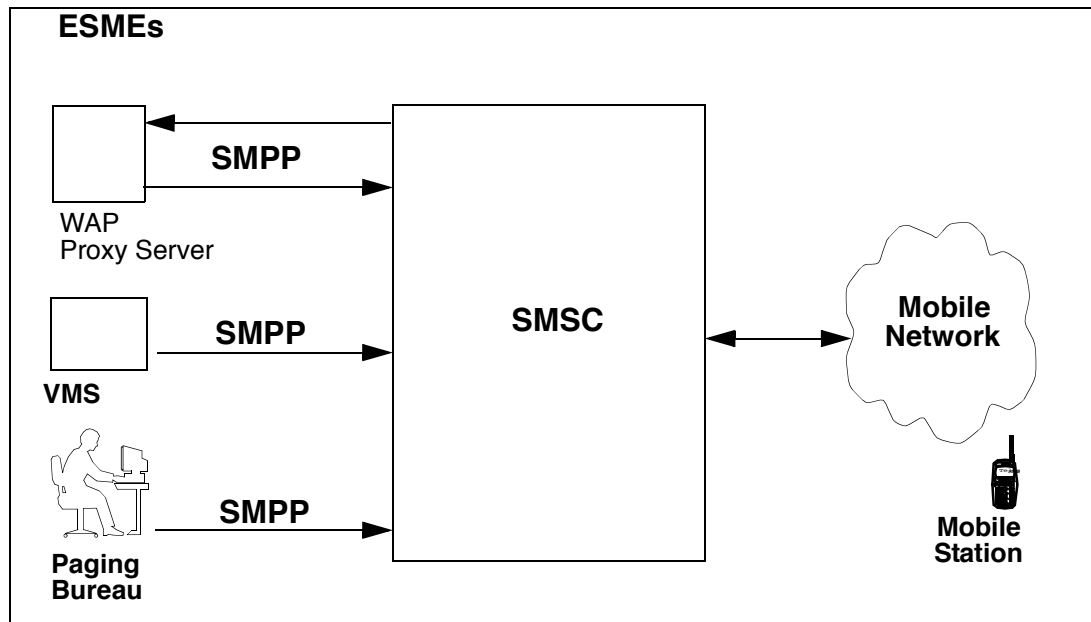 ESMEs
SMPP
WAP
Proxy Server
SMPP
VMS
SMPP
Paging
Bureau
SMSC
Mobile
Network
Mobile
Station